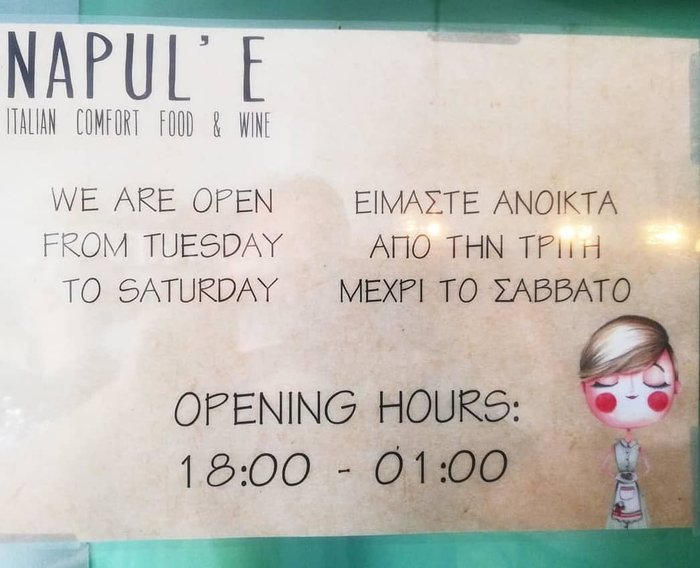 NAPUL' E
ITALIAN COMFORT FOOD & WINE
WE ARE OPEN
FROM TUESDAY
TO SATURDAY
ΕΙΜΑΣΤΕ ΑΝΟΙΚΤΑ
ΑΠΟ ΤΗΝ ΤΡΙΤΗ
ΜΕΧΡΙ ΤΟ ΣΑΒΒΑΤΟ
OPENING HOURS:
18:00 - 01:00